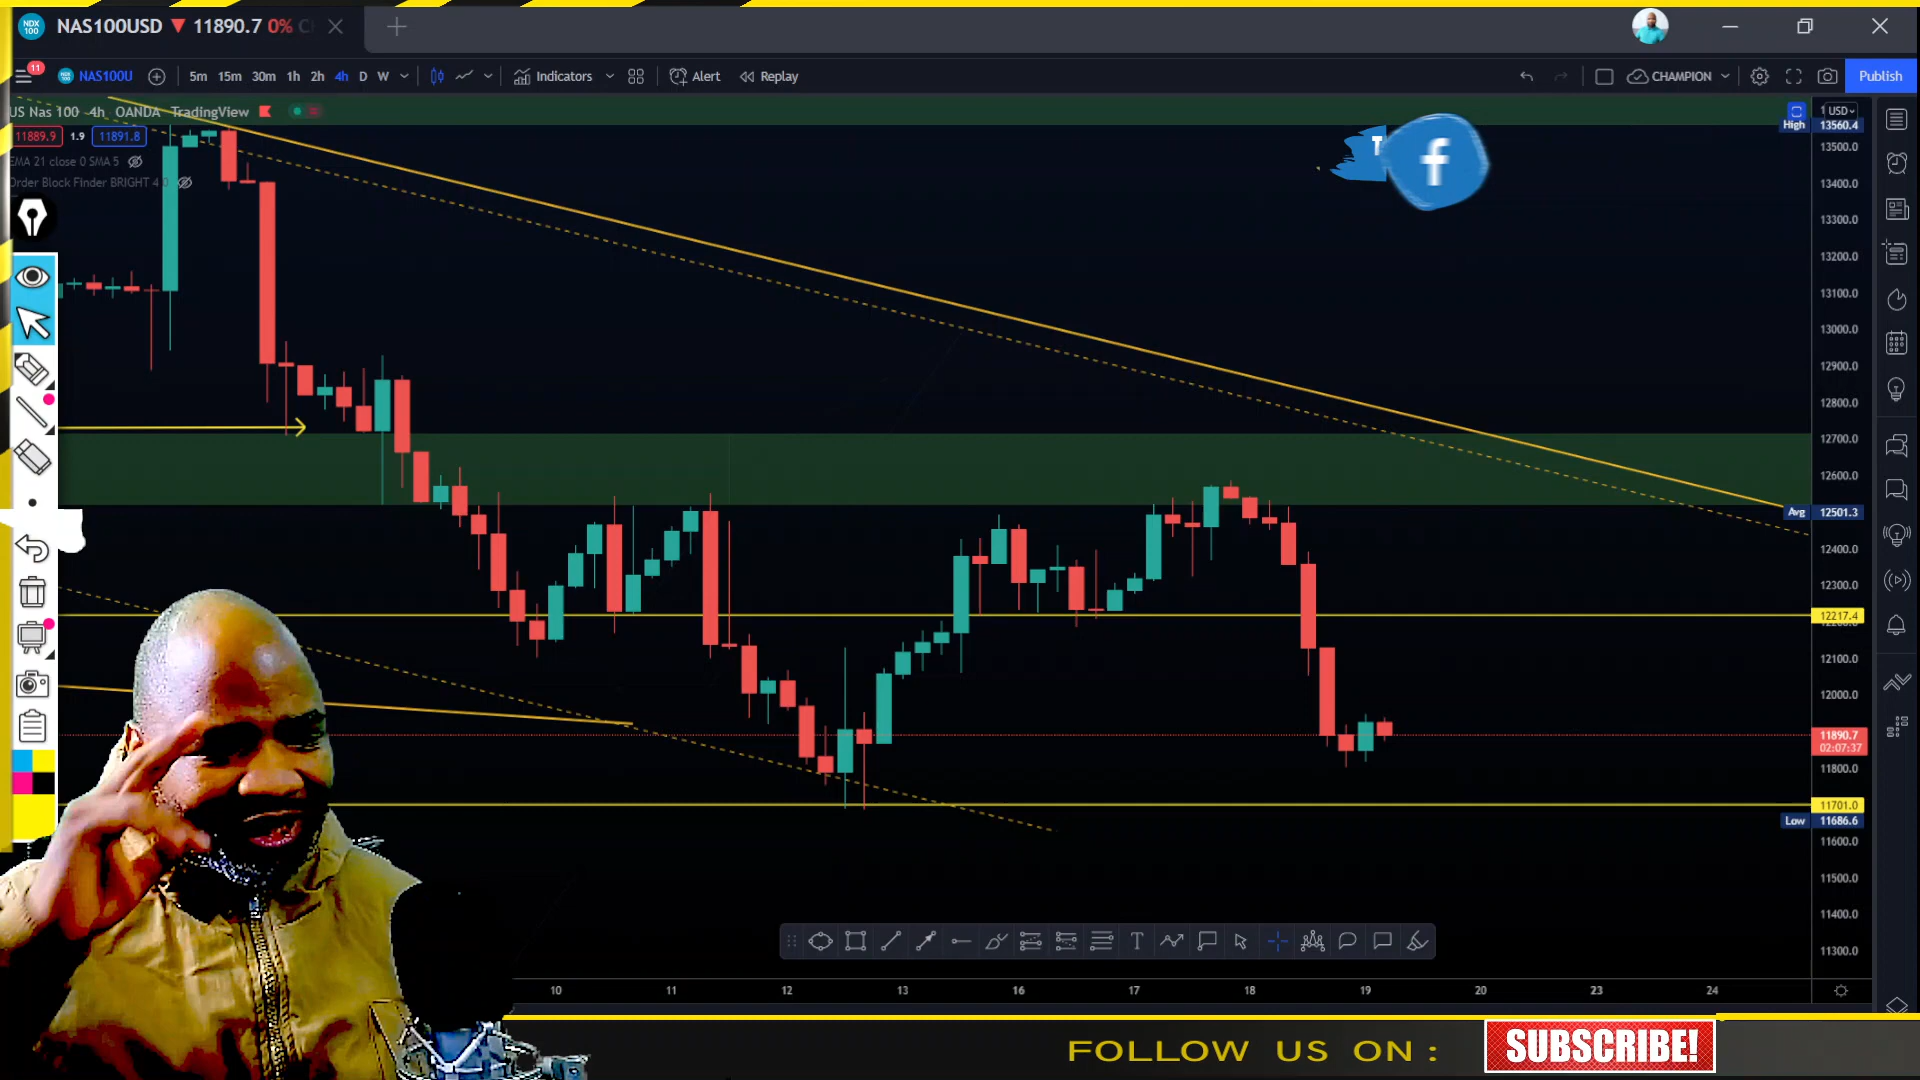 NDX 100 NAS100USD 11890.7 0%
11 NAS100U 5m 15m 30m 1h 2h 4h D W Indicators Alert Replay CHAMPION Publish
US Nas 100 4h OANDA TradingView
11889.9 1.9 11891.8
EMA 21 close 0 SMA 5
Order Block Finder BRIGHT 4
T f
USD
High 13560.4
13500.0
13400.0
13300.0
13200.0
13100.0
13000.0
12900.0
12800.0
12700.0
12600.0
Avg 12501.3
12400.0
12300.0
12217.4
12100.0
12000.0
11890.7
02:07:37
11800.0
11701.0
Low 11686.6
11600.0
11500.0
11400.0
11300.0
T
10 11 12 13 16 17 18 19 20 23 24
FOLLOW US ON : SUBSCRIBE!